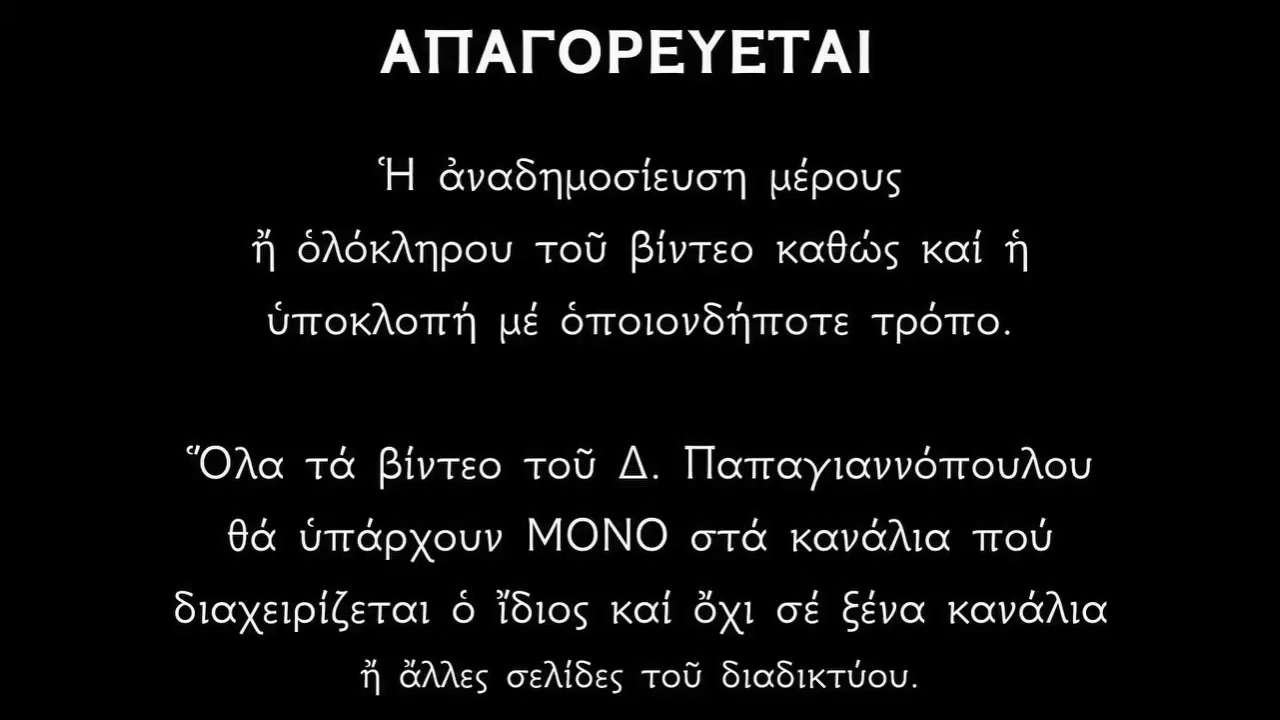 ΑΠΑΓΟΡΕΥΕΤΑΙ
Ἡ ἀναδημοσίευση μέρους
ἤ ὁλόκληρου τοῦ βίντεο καθώς καί ἡ
ὑποκλοπή μέ ὁποιονδήποτε τρόπο.
Ὅλα τά βίντεο τοῦ Δ. Παπαγιαννόπουλου
θά ὑπάρχουν ΜΟΝΟ στά κανάλια πού
διαχειρίζεται ὁ ἴδιος καί ὄχι σέ ξένα κανάλια
ἤ ἄλλες σελίδες τοῦ διαδικτύου.